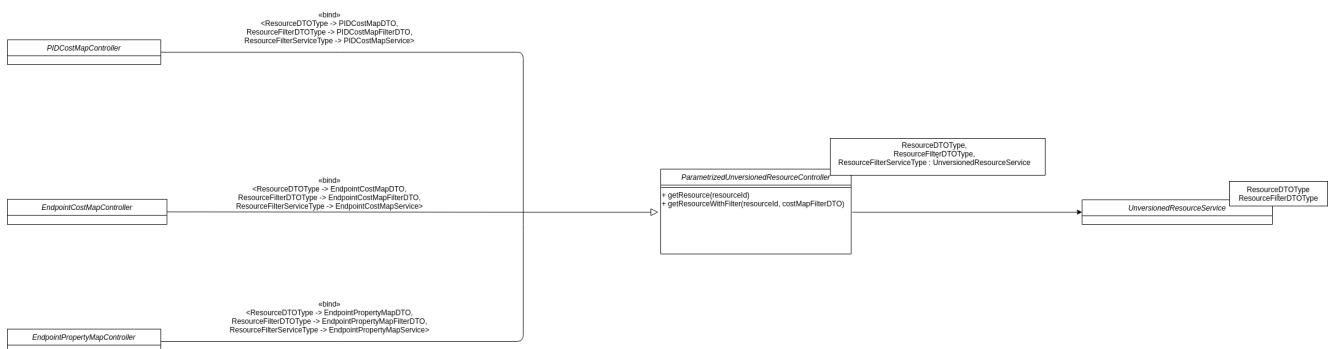 «bind»
<ResourceDTOType -> PIDCostMapDTO,
ResourceFilterDTOType -> PIDCostMapFilterDTO,
ResourceFilterServiceType -> PIDCostMapService>
PIDCostMapController
ResourceDTOType,
ResourceFilterDTOType,
ResourceFilterServiceType : UnversionedResourceService
«bind»
<ResourceDTOType -> EndpointCostMapDTO,
ResourceFilterDTOType -> EndpointCostMapFilterDTO,
ResourceFilterServiceType -> EndpointCostMapService>
EndpointCostMapController
ParametrizedUnversionedResourceController
+ getResource(resourceId)
+ getResourceWithFilter(resourceId, costMapFilterDTO)
ResourceDTOType
ResourceFilterDTOType
UnversionedResourceService
«bind»
<ResourceDTOType -> EndpointPropertyMapDTO,
ResourceFilterDTOType -> EndpointPropertyMapFilterDTO,
ResourceFilterServiceType -> EndpointPropertyMapService>
EndpointPropertyMapController